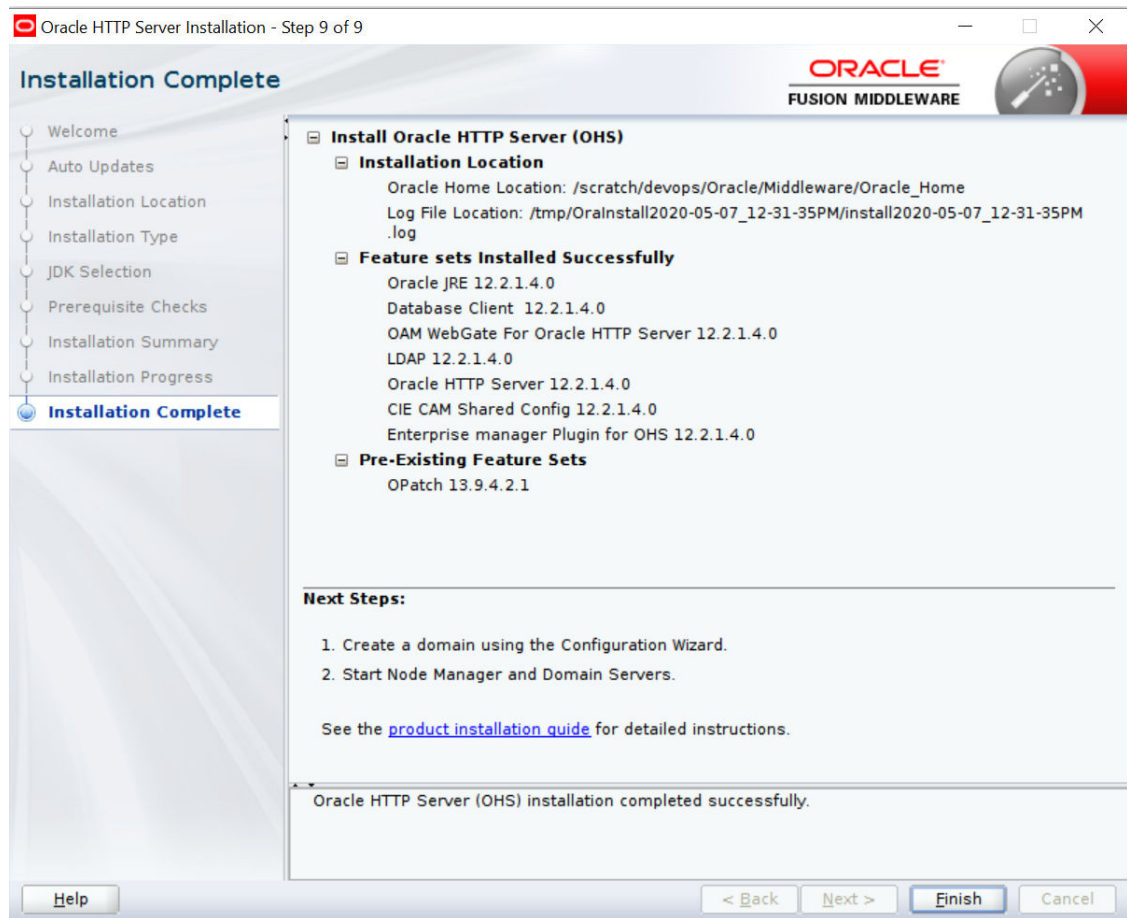 Oracle HTTP Server Installation - Step 9 of 9
Installation Complete
ORACLE
FUSION MIDDLEWARE
Welcome
Auto Updates
Installation Location
Installation Type
JDK Selection
Prerequisite Checks
Installation Summary
Installation Progress
Installation Complete
Install Oracle HTTP Server (OHS)
Installation Location
Oracle Home Location: /scratch/devops/Oracle/Middleware/Oracle_Home
Log File Location: /tmp/OraInstall2020-05-07_12-31-35PM/install2020-05-07_12-31-35PM
.log
Feature sets Installed Successfully
Oracle JRE 12.2.1.4.0
Database Client 12.2.1.4.0
OAM WebGate For Oracle HTTP Server 12.2.1.4.0
LDAP 12.2.1.4.0
Oracle HTTP Server 12.2.1.4.0
CIE CAM Shared Config 12.2.1.4.0
Enterprise manager Plugin for OHS 12.2.1.4.0
Pre-Existing Feature Sets
OPatch 13.9.4.2.1
Next Steps:
1. Create a domain using the Configuration Wizard.
2. Start Node Manager and Domain Servers.
See the product installation guide for detailed instructions.
Oracle HTTP Server (OHS) installation completed successfully.
Help
< Back
Next >
Finish
Cancel